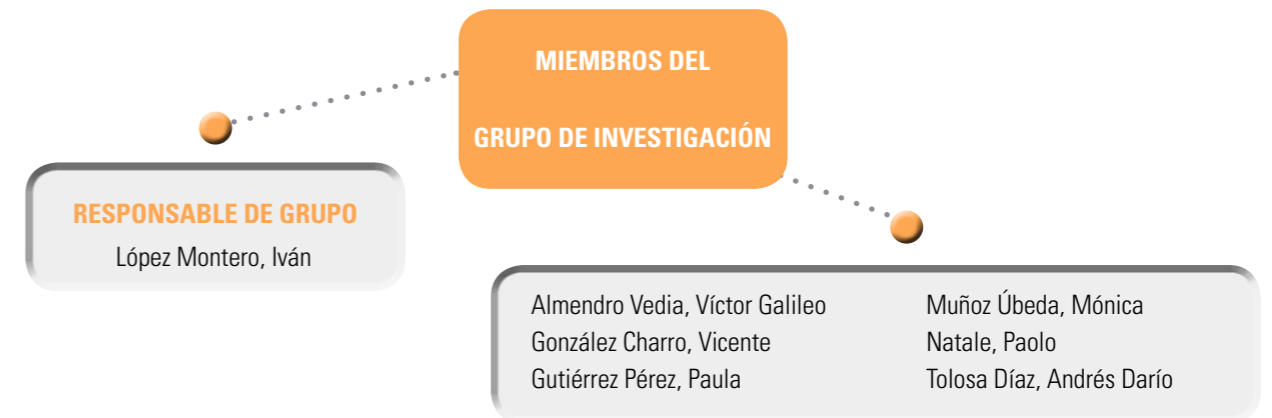 MIEMBROS DEL
GRUPO DE INVESTIGACIÓN
RESPONSABLE DE GRUPO
López Montero, Iván
Almendro Vedia, Víctor Galileo
González Charro, Vicente
Gutiérrez Pérez, Paula
Muñoz Úbeda, Mónica
Natale, Paolo
Tolosa Díaz, Andrés Darío